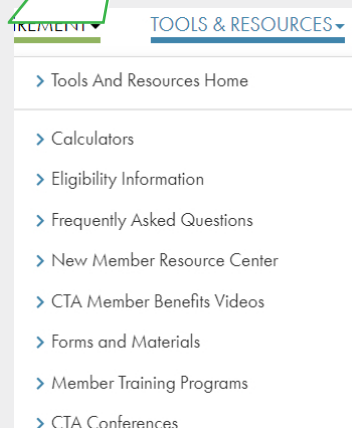 TOOLS & RESOURCES
Tools And Resources Home
Calculators
Eligibility Information
Frequently Asked Questions
New Member Resource Center
CTA Member Benefits Videos
Forms and Materials
Member Training Programs
CTA Conferences